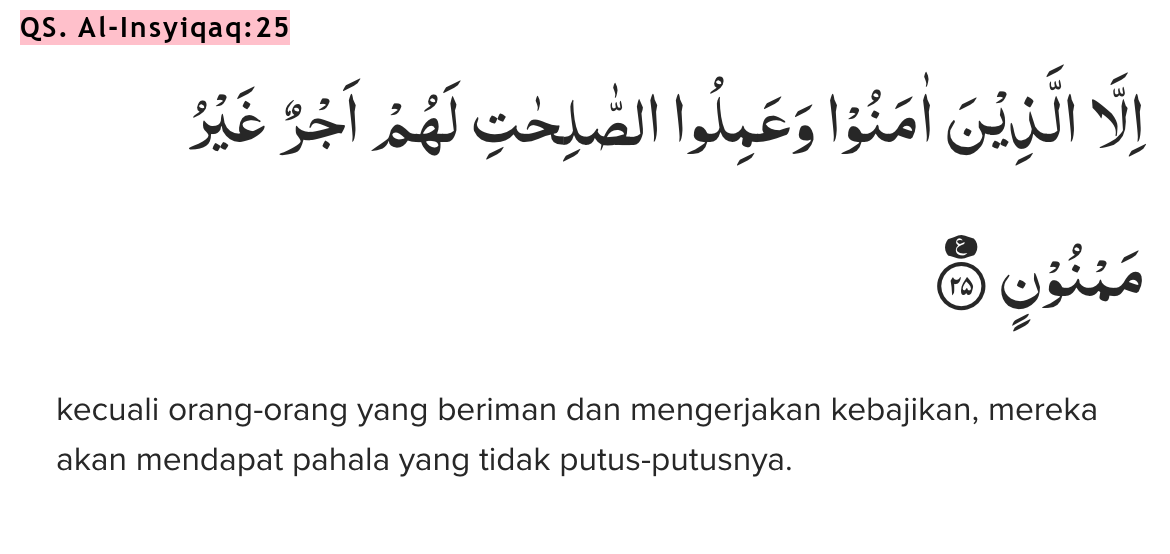 QS. Al-Insyiqaq:25
اِلَّا الَّذِيْنَ اٰمَنُوْا وَعَمِلُوا الصّٰلِحٰتِ لَهُمْ اَجْرٌ غَيْرُ
مَمْنُوْنٍ ࣖ ۝٢٥
kecuali orang-orang yang beriman dan mengerjakan kebajikan, mereka
akan mendapat pahala yang tidak putus-putusnya.